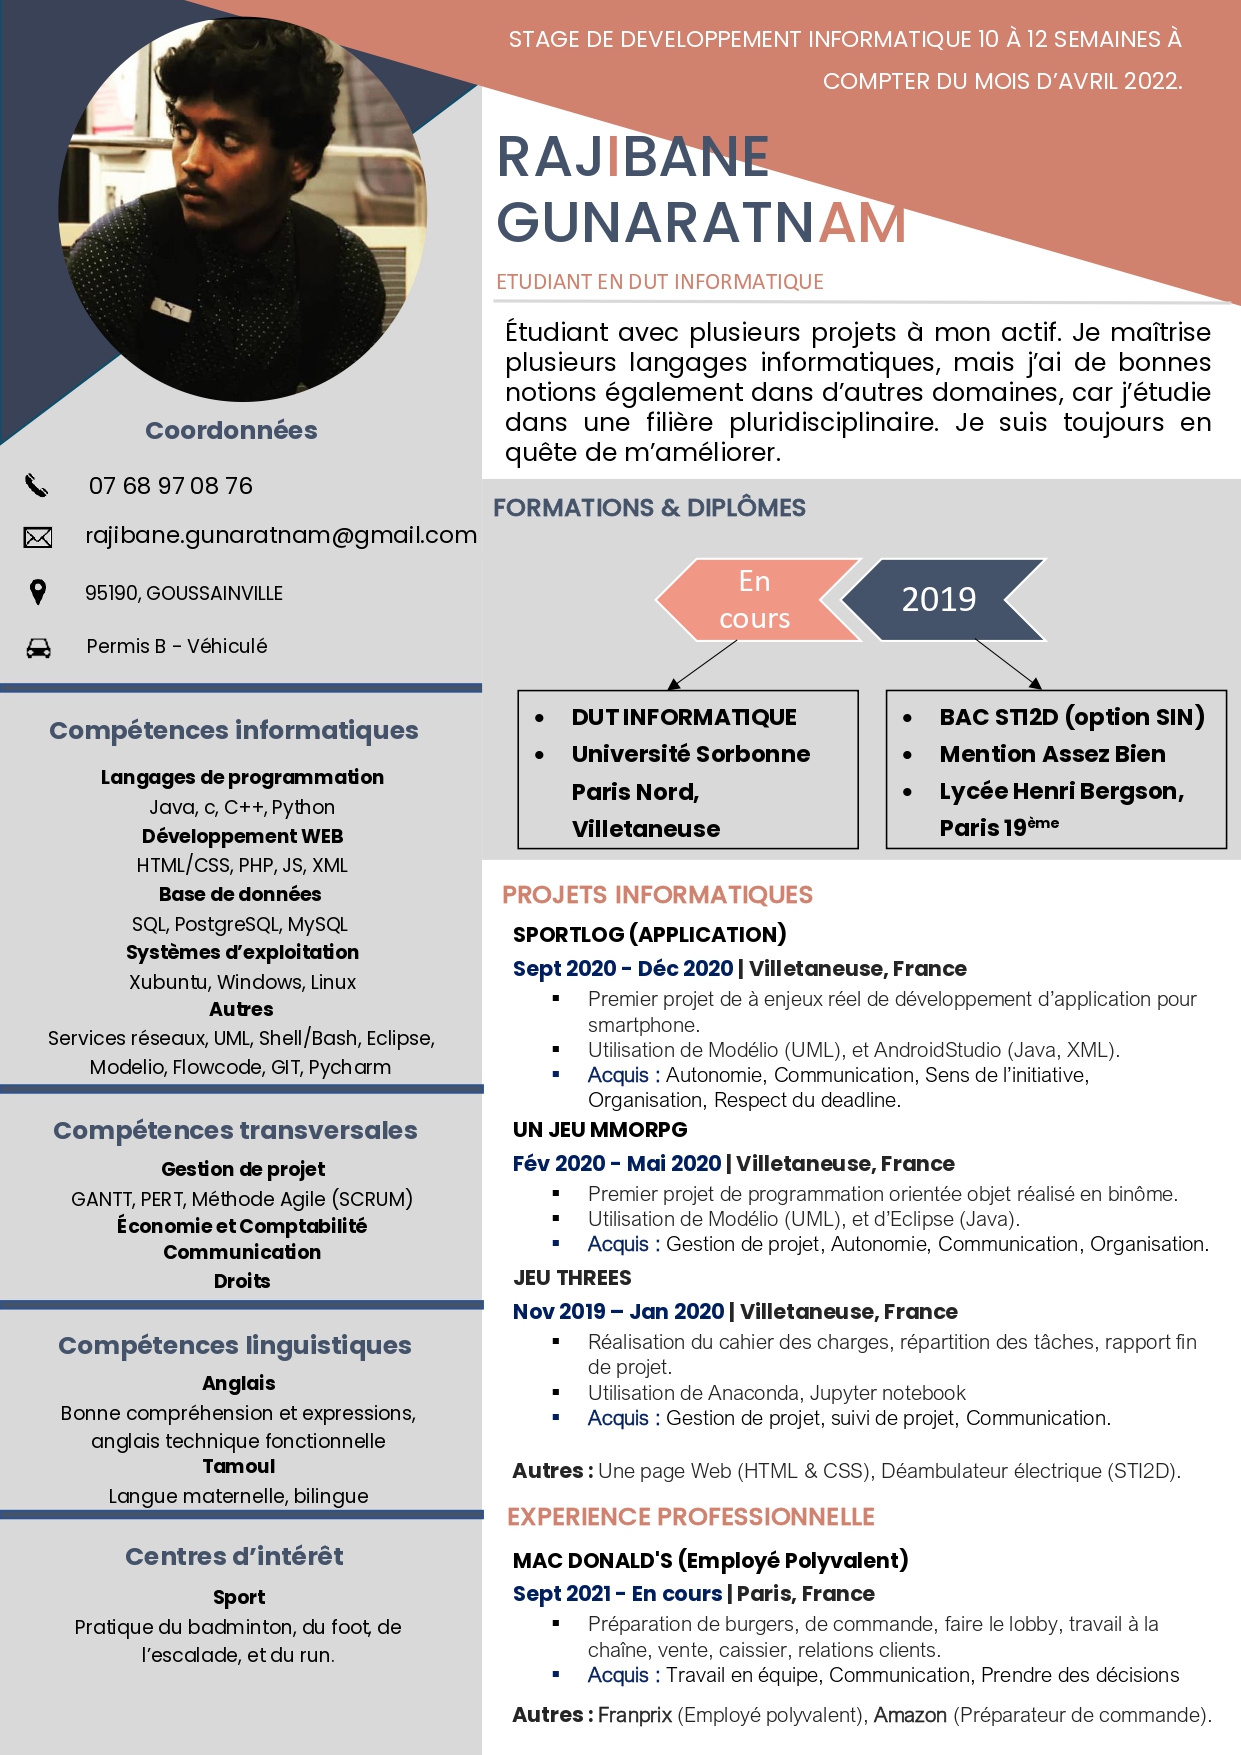 STAGE DE DEVELOPPEMENT INFORMATIQUE 10 À 12 SEMAINES À
COMPTER DU MOIS D’AVRIL 2022.
RAJIBANE
GUNARATNAM
ETUDIANT EN DUT INFORMATIQUE
Étudiant avec plusieurs projets à mon actif. Je maîtrise
plusieurs langages informatiques, mais j’ai de bonnes
notions également dans d’autres domaines, car j’étudie
dans une filière pluridisciplinaire. Je suis toujours en
quête de m’améliorer.
Coordonnées
07 68 97 08 76
rajibane.gunaratnam@gmail.com
95190, GOUSSAINVILLE
Permis B - Véhiculé
Compétences informatiques
Langages de programmation
Java, c, C++, Python
Développement WEB
HTML/CSS, PHP, JS, XML
Base de données
SQL, PostgreSQL, MySQL
Systèmes d’exploitation
Xubuntu, Windows, Linux
Autres
Services réseaux, UML, Shell/Bash, Eclipse,
Modelio, Flowcode, GIT, Pycharm
Compétences transversales
Gestion de projet
GANTT, PERT, Méthode Agile (SCRUM)
Économie et Comptabilité
Communication
Droits
Compétences linguistiques
Anglais
Bonne compréhension et expressions,
anglais technique fonctionnelle
Tamoul
Langue maternelle, bilingue
Centres d’intérêt
Sport
Pratique du badminton, du foot, de
l’escalade, et du run.
FORMATIONS & DIPLÔMES
En
cours
2019
• DUT INFORMATIQUE
• Université Sorbonne
Paris Nord,
Villetaneuse
• BAC STI2D (option SIN)
• Mention Assez Bien
• Lycée Henri Bergson,
Paris 19ème
PROJETS INFORMATIQUES
SPORTLOG (APPLICATION)
Sept 2020 - Déc 2020 | Villetaneuse, France
▪ Premier projet de à enjeux réel de développement d’application pour
smartphone.
▪ Utilisation de Modélio (UML), et AndroidStudio (Java, XML).
▪ Acquis : Autonomie, Communication, Sens de l’initiative,
Organisation, Respect du deadline.
UN JEU MMORPG
Fév 2020 - Mai 2020 | Villetaneuse, France
▪ Premier projet de programmation orientée objet réalisé en binôme.
▪ Utilisation de Modélio (UML), et d’Eclipse (Java).
▪ Acquis : Gestion de projet, Autonomie, Communication, Organisation.
JEU THREES
Nov 2019 – Jan 2020 | Villetaneuse, France
▪ Réalisation du cahier des charges, répartition des tâches, rapport fin
de projet.
▪ Utilisation de Anaconda, Jupyter notebook
▪ Acquis : Gestion de projet, suivi de projet, Communication.
Autres : Une page Web (HTML & CSS), Déambulateur électrique (STI2D).
EXPERIENCE PROFESSIONNELLE
MAC DONALD'S (Employé Polyvalent)
Sept 2021 - En cours | Paris, France
▪ Préparation de burgers, de commande, faire le lobby, travail à la
chaîne, vente, caissier, relations clients.
▪ Acquis : Travail en équipe, Communication, Prendre des décisions
Autres : Franprix (Employé polyvalent), Amazon (Préparateur de commande).